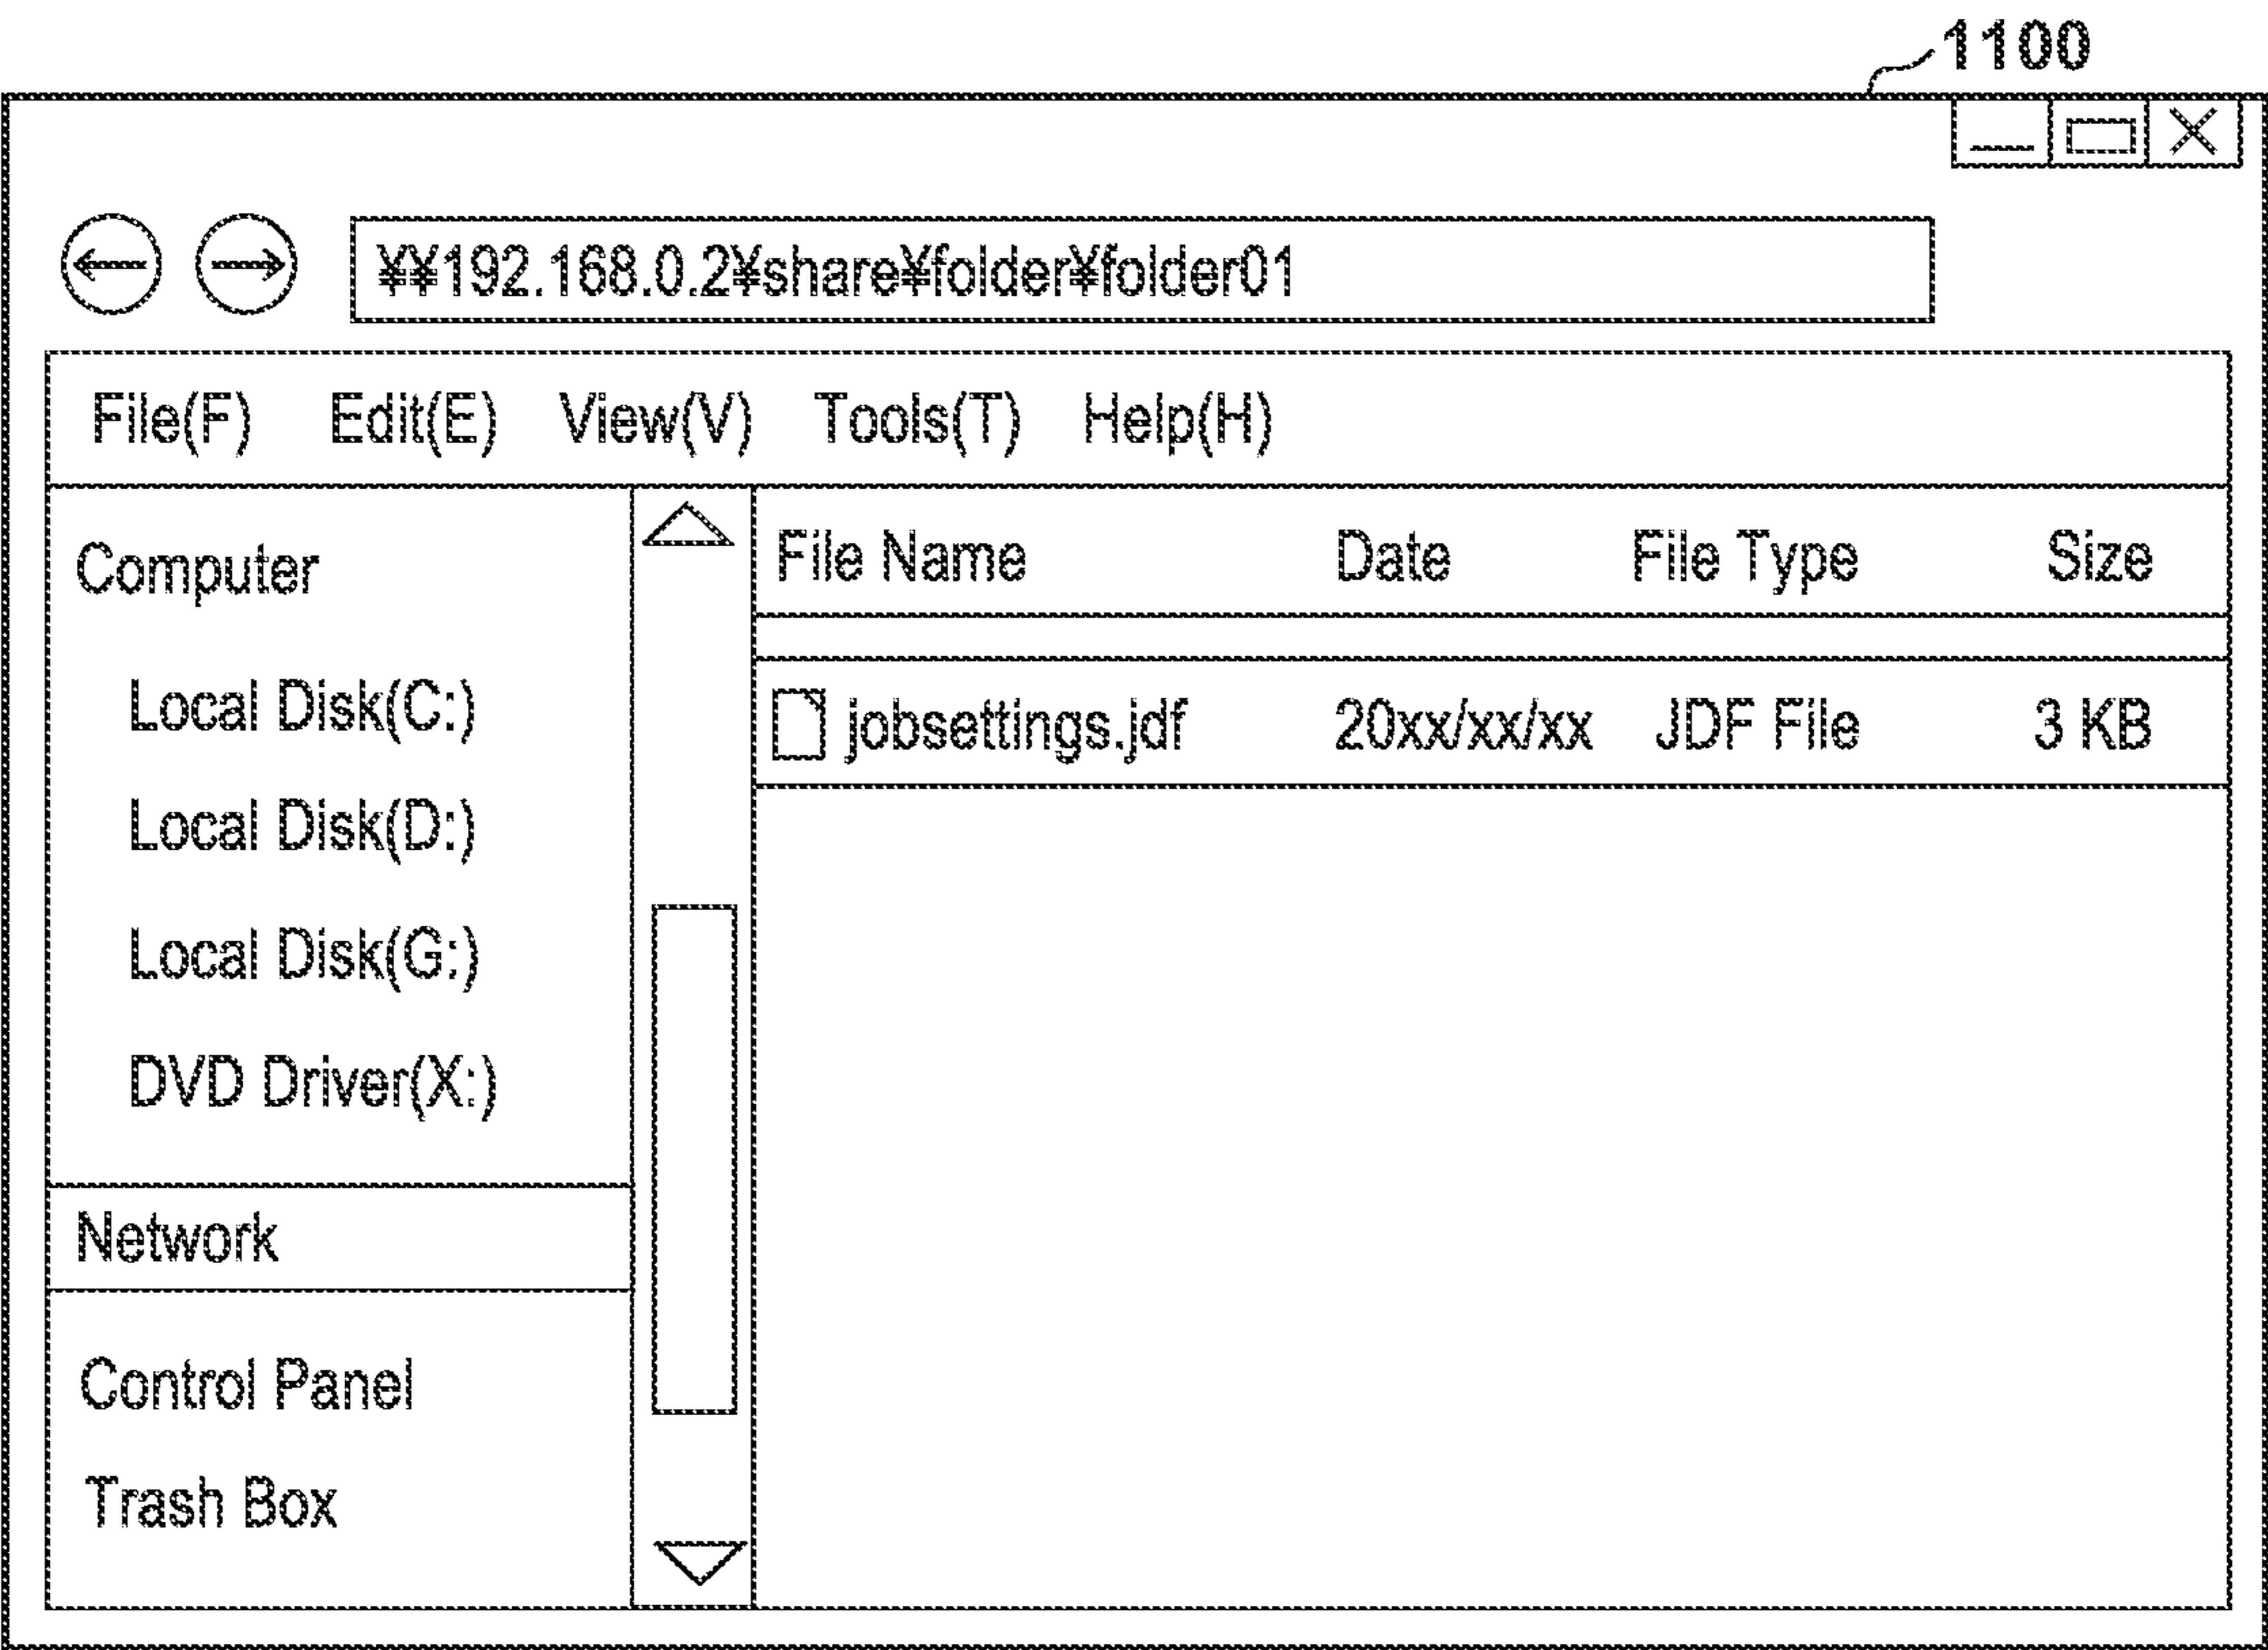 1100
¥¥192.168.0.2¥share¥folder¥folder01
File(F) Edit(E) View(V) Tools(T) Help(H)
Computer
Local Disk(C:)
Local Disk(D:)
Local Disk(G:)
DVD Driver(X:)
Network
Control Panel
Trash Box
File Name Date File Type Size
jobsettings.jdf 20xx/xx/xx JDF File 3 KB